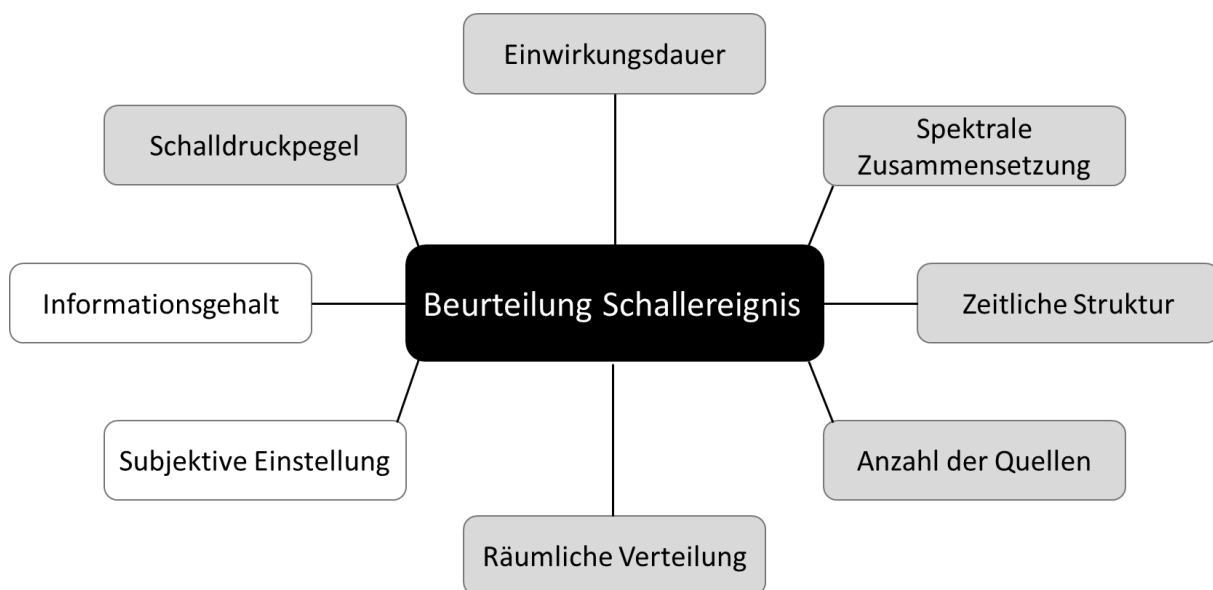 Einwirkungsdauer
Schalldruckpegel
Spektrale
Zusammensetzung
Informationsgehalt
Beurteilung Schallereignis
Zeitliche Struktur
Subjektive Einstellung
Anzahl der Quellen
Räumliche Verteilung